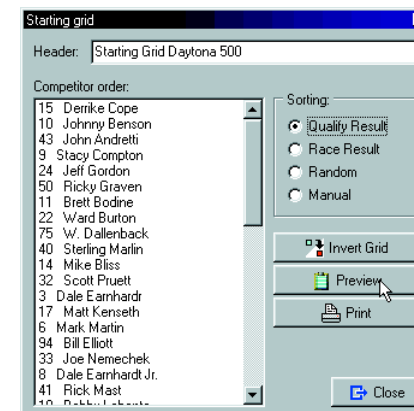 Starting grid
Header: Starting Grid Daytona 500
Competitor order:
15 Derrike Cope
10 Johnny Benson
43 John Andretti
9 Stacy Compton
24 Jeff Gordon
50 Ricky Graven
11 Brett Bodine
22 Ward Burton
75 W. Dallenback
40 Sterling Marlin
14 Mike Bliss
32 Scott Pruett
3 Dale Earnhardr
17 Matt Kenseth
6 Mark Martin
94 Bill Elliott
33 Joe Nemechek
8 Dale Earnhardt Jr.
41 Rick Mast
Sorting:
Qualify Result
Race Result
Random
Manual
Invert Grid
Preview
Print
Close